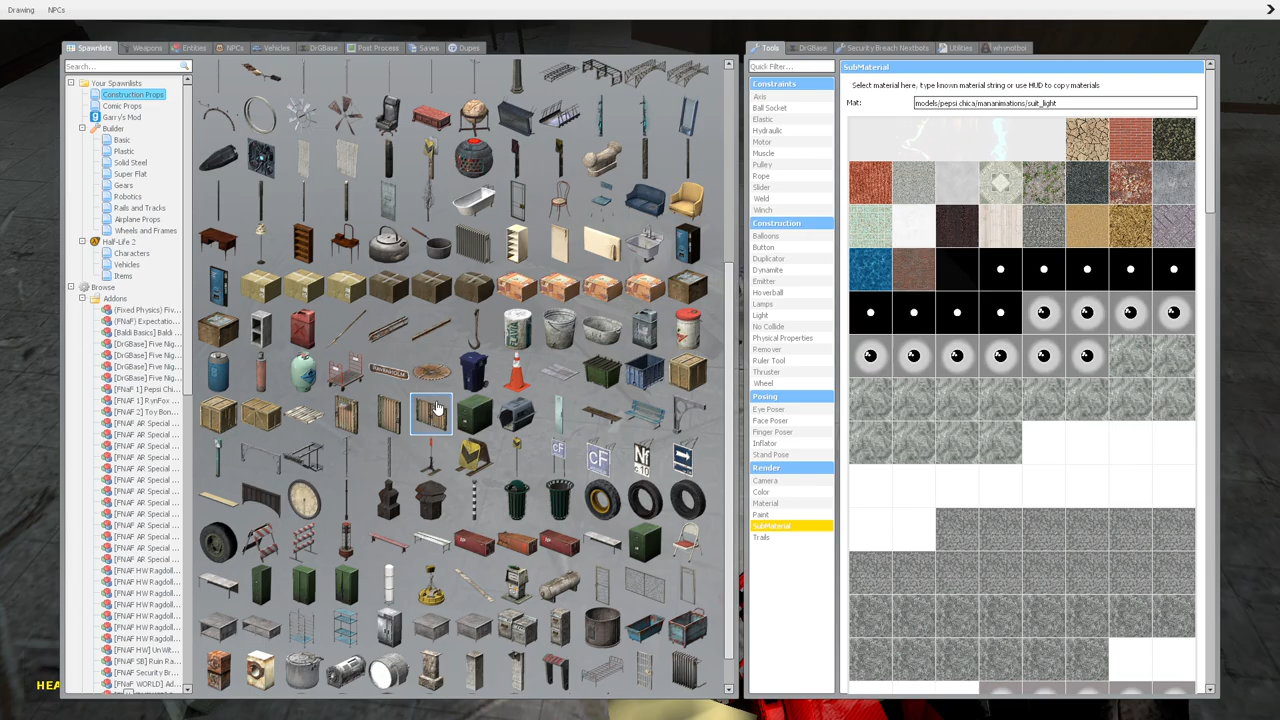 Drawing NPCs
Spawnlists Weapons Entities NPCs Vehicles DrGBase Post Process Saves Dupes
Search...
Your Spawnlists
Construction Props
Comic Props
Garry's Mod
Builder
Basic
Plastic
Solid Steel
Super Flat
Gears
Robotics
Rails and Tracks
Airplane Props
Wheels and Frames
Half-Life 2
Characters
Vehicles
Items
Browse
Addons
(Fixed Physics) Fiv...
(FNaF) Expectatio...
[Baldi Basics] Baldi ...
[DrGBase] Five Nig...
[DrGBase] Five Nig...
[DrGBase] Five Nig...
[DrGBase] Five Nig...
[FNAF 1] Pepsi Chi...
[FNAF 1] RynFox ...
[FNAF 2] Toy Bon...
[FNAF AR Special ...
[FNAF AR Special ...
[FNAF AR Special ...
[FNAF AR Special ...
[FNAF AR Special ...
[FNAF AR Special ...
[FNAF AR Special ...
[FNAF AR Special ...
[FNAF AR Special ...
[FNAF AR Special ...
[FNAF AR Special ...
[FNAF AR Special ...
[FNAF AR Special ...
[FNAF HW Ragdoll...
[FNAF HW Ragdoll...
[FNAF HW Ragdoll...
[FNAF HW Ragdoll...
[FNAF HW Ragdoll...
[FNAF HW Ragdoll...
[FNAF HW Ragdoll...
[FNAF HW] UnWit...
[FNAF SB] Ruin Ra...
[FNAF Security Br...
[FNAF WORLD] Ad...
RAVENHOLM
cF
cF
Nf
Tools DrGBase Security Breach Nextbots Utilities whynotboi
Quick Filter...
Constraints
Axis
Ball Socket
Elastic
Hydraulic
Motor
Muscle
Pulley
Rope
Slider
Weld
Winch
Construction
Balloons
Button
Duplicator
Dynamite
Emitter
Hoverball
Lamps
Light
No Collide
Physical Properties
Remover
Ruler Tool
Thruster
Wheel
Posing
Eye Poser
Face Poser
Finger Poser
Inflator
Stand Pose
Render
Camera
Color
Material
Paint
SubMaterial
Trails
SubMaterial
Select material here, type known material string or use HUD to copy materials
Mat: models/pepsi chica/mananimations/suit_light
HEA